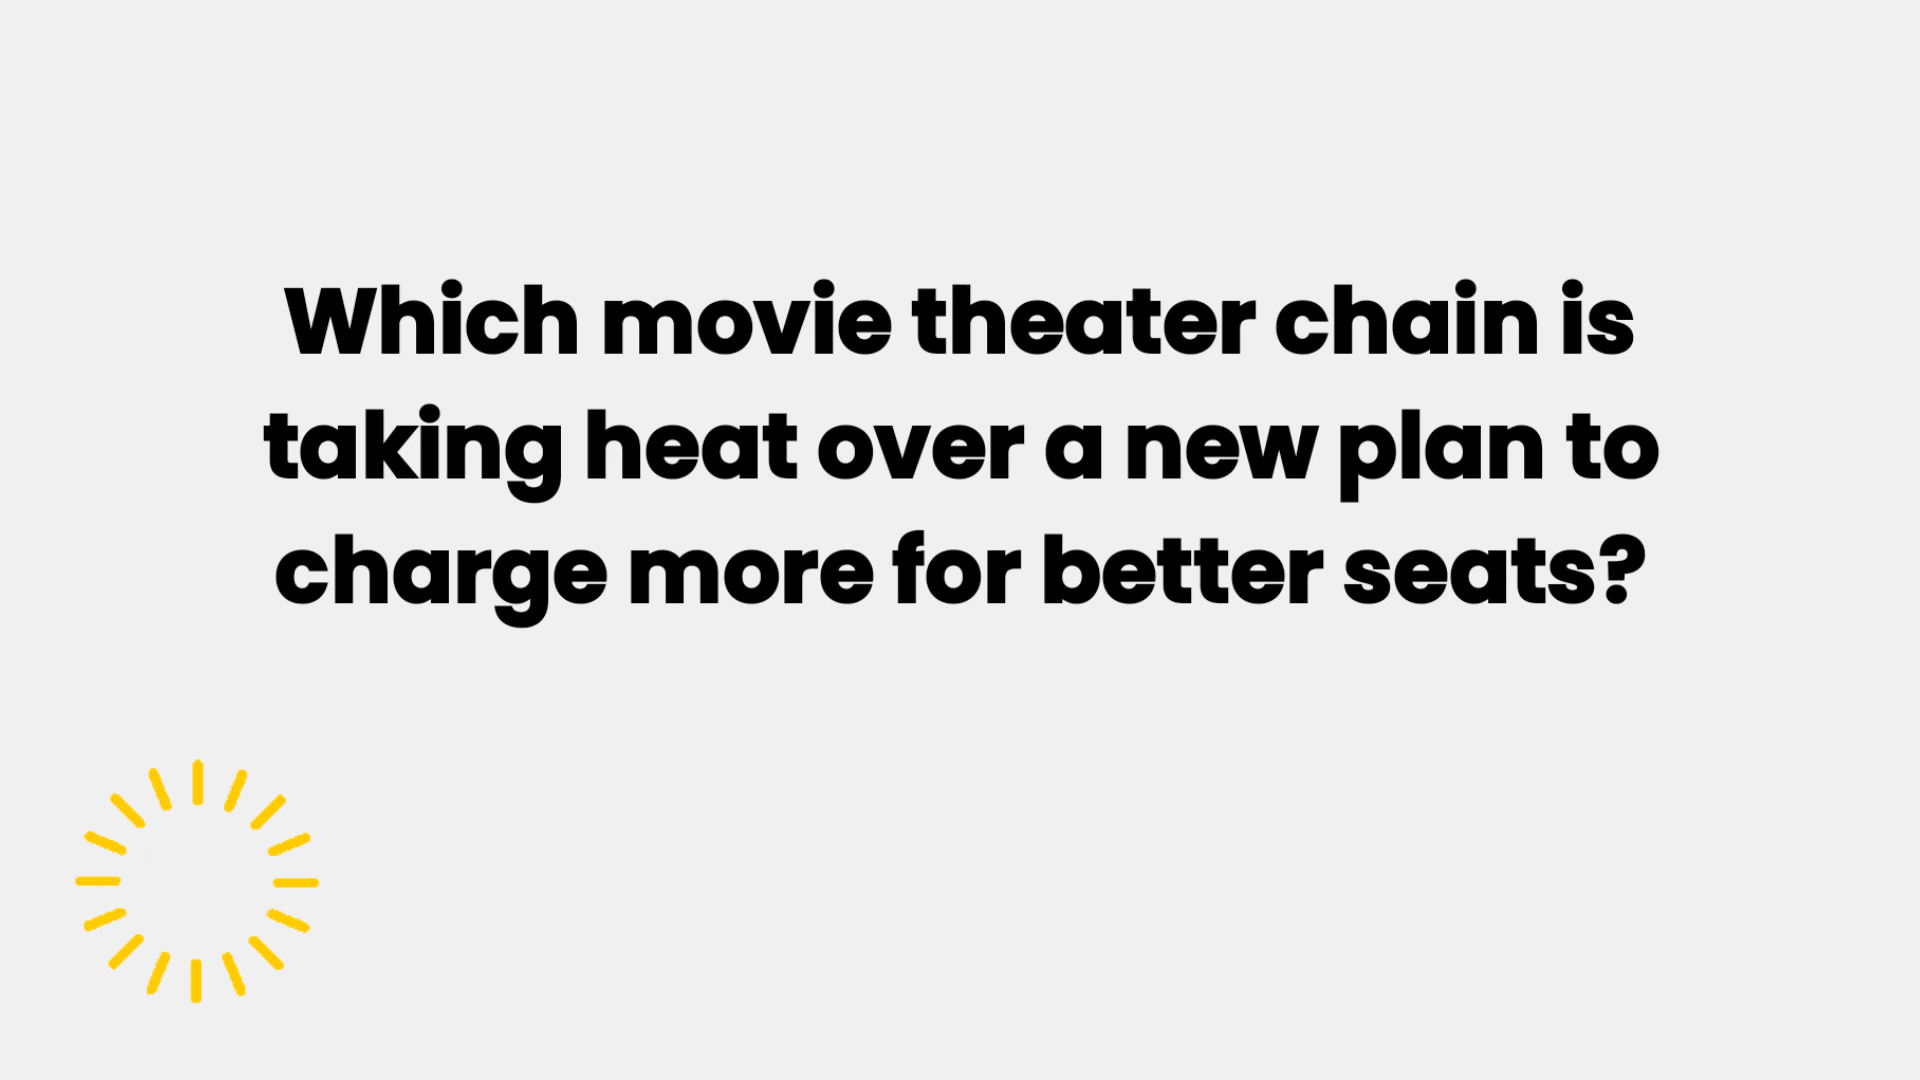 Which movie theater chain is
taking heat over a new plan to
charge more for better seats?